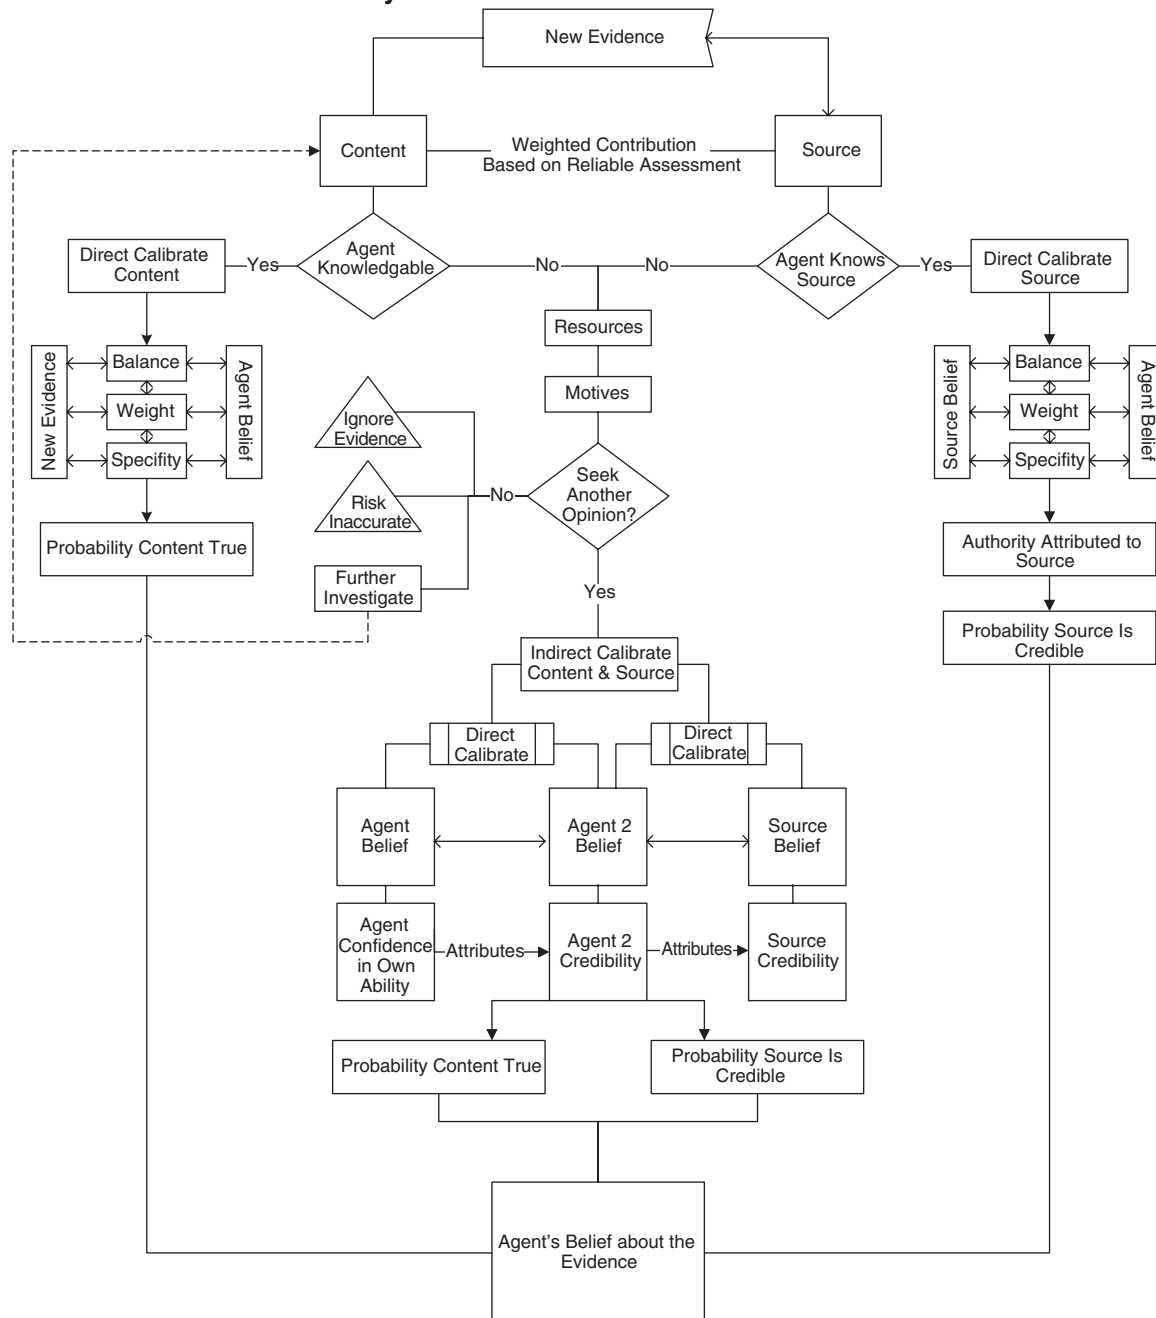 New Evidence
Content
Weighted Contribution
Based on Reliable Assessment
Source
Direct Calibrate
Content
Yes
Agent
Knowledgable
No
No
Agent Knows
Source
Yes
Direct Calibrate
Source
Resources
Motives
New Evidence
Balance
Weight
Specifity
Agent Belief
Ignore
Evidence
Risk
Inaccurate
Further
Investigate
No
Seek
Another
Opinion?
Yes
Source Belief
Balance
Weight
Specifity
Agent Belief
Probability Content True
Authority Attributed to
Source
Probability Source Is
Credible
Indirect Calibrate
Content & Source
Direct
Calibrate
Direct
Calibrate
Agent
Belief
Agent 2
Belief
Source
Belief
Agent
Confidence
in Own
Ability
Attributes
Agent 2
Credibility
Attributes
Source
Credibility
Probability Content True
Probability Source Is
Credible
Agent's Belief about the
Evidence